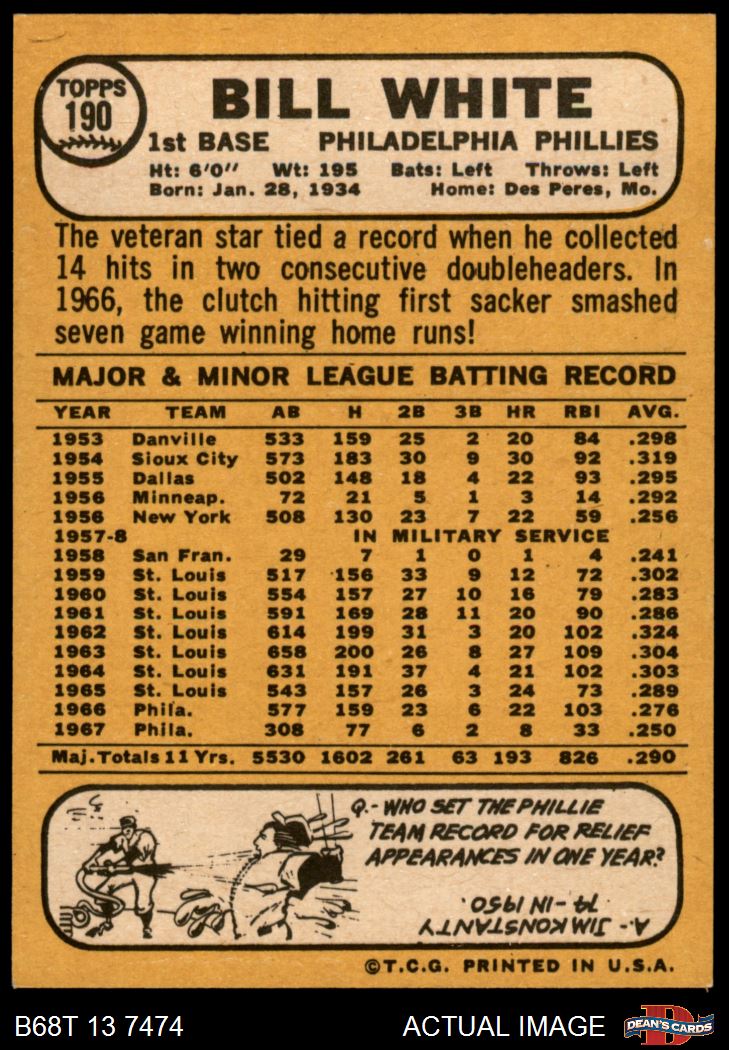 TOPPS
190
BILL WHITE
1st BASE PHILADELPHIA PHILLIES
Ht: 6'0'' Wt: 195 Bats: Left Throws: Left
Born: Jan. 28, 1934 Home: Des Peres, Mo.
The veteran star tied a record when he collected
14 hits in two consecutive doubleheaders. In
1966, the clutch hitting first sacker smashed
seven game winning home runs!
MAJOR & MINOR LEAGUE BATTING RECORD
YEAR TEAM AB H 2B 3B HR RBI AVG.
1953 Danville 533 159 25 2 20 84 .298
1954 Sioux City 573 183 30 9 30 92 .319
1955 Dallas 502 148 18 4 22 93 .295
1956 Minneap. 72 21 5 1 3 14 .292
1956 New York 508 130 23 7 22 59 .256
1957-8 IN MILITARY SERVICE
1958 San Fran. 29 7 1 0 1 4 .241
1959 St. Louis 517 156 33 9 12 72 .302
1960 St. Louis 554 157 27 10 16 79 .283
1961 St. Louis 591 169 28 11 20 90 .286
1962 St. Louis 614 199 31 3 20 102 .324
1963 St. Louis 658 200 26 8 27 109 .304
1964 St. Louis 631 191 37 4 21 102 .303
1965 St. Louis 543 157 26 3 24 73 .289
1966 Phila. 577 159 23 6 22 103 .276
1967 Phila. 308 77 6 2 8 33 .250
Maj. Totals 11 Yrs. 5530 1602 261 63 193 826 .290
Q.- WHO SET THE PHILLIE
TEAM RECORD FOR RELIEF
APPEARANCES IN ONE YEAR?
A.- JIM KONSTANTY
74 - IN 1950.
©T.C.G. PRINTED IN U.S.A.
B68T 13 7474 ACTUAL IMAGE
DEAN'S CARDS